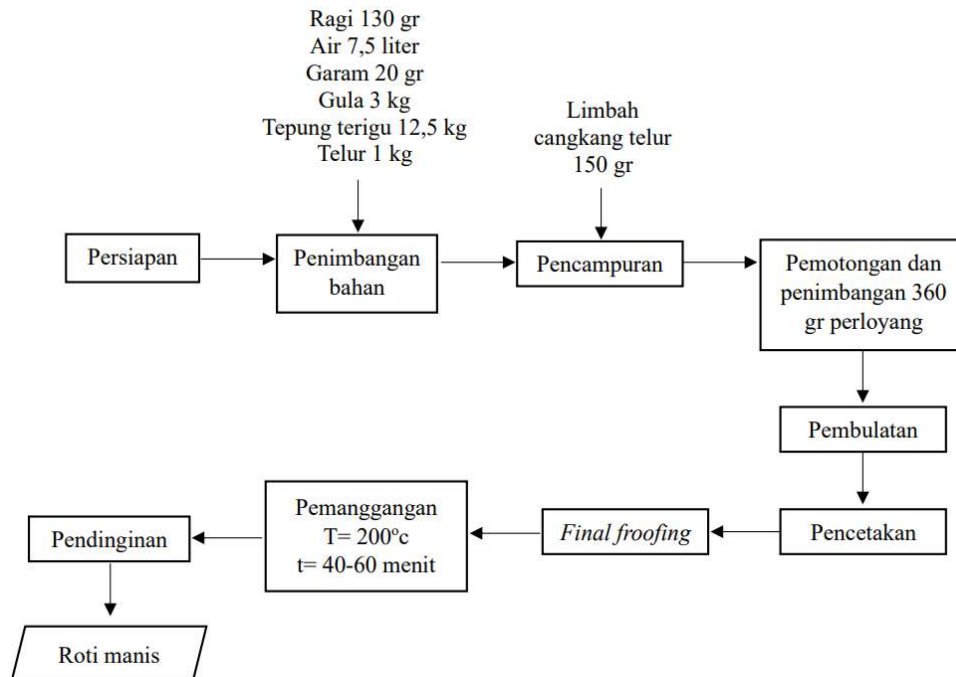 Ragi 130 gr
Air 7,5 liter
Garam 20 gr
Gula 3 kg
Tepung terigu 12,5 kg
Telur 1 kg
Limbah
cangkang telur
150 gr
Persiapan
Penimbangan
bahan
Pencampuran
Pemotongan dan
penimbangan 360
gr perloyang
Pembulatan
Pencetakan
Final froofing
Pemanggangan
T= 200ºc
t= 40-60 menit
Pendinginan
Roti manis